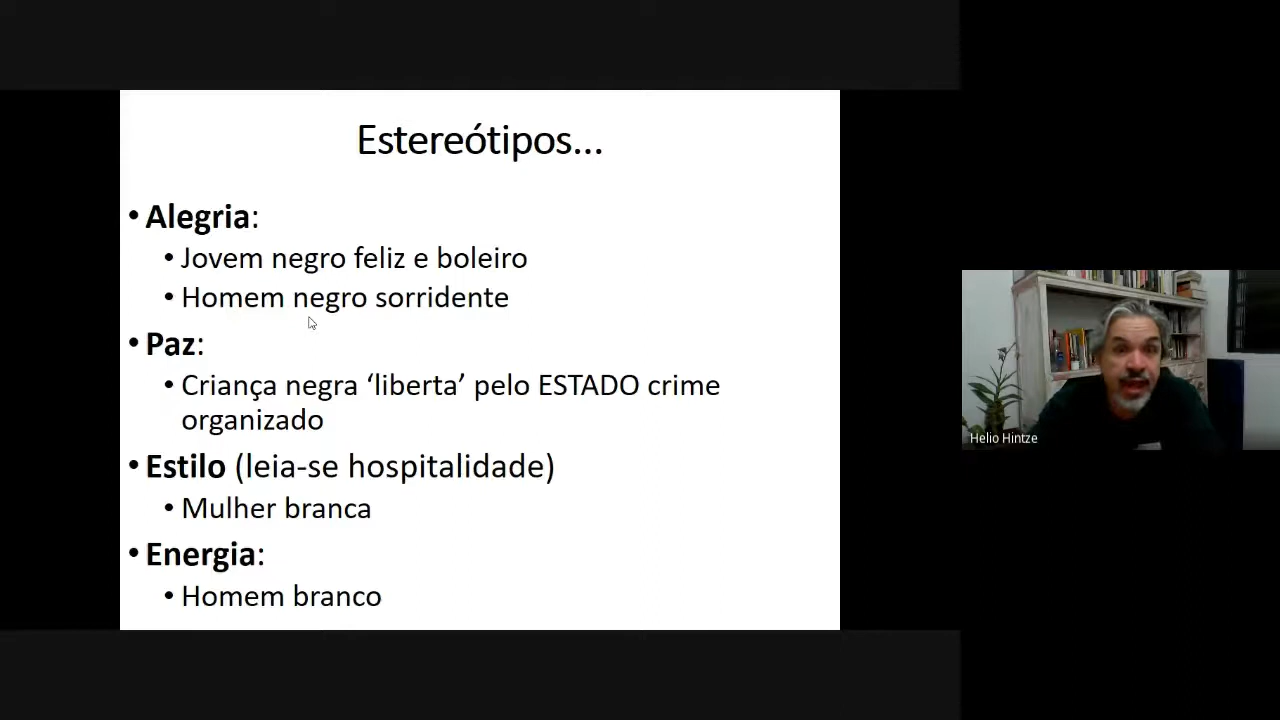 Estereótipos...
• Alegria:
• Jovem negro feliz e boleiro
• Homem negro sorridente
• Paz:
• Criança negra ‘liberta’ pelo ESTADO crime
organizado
• Estilo (leia-se hospitalidade)
• Mulher branca
• Energia:
• Homem branco
Helio Hintze